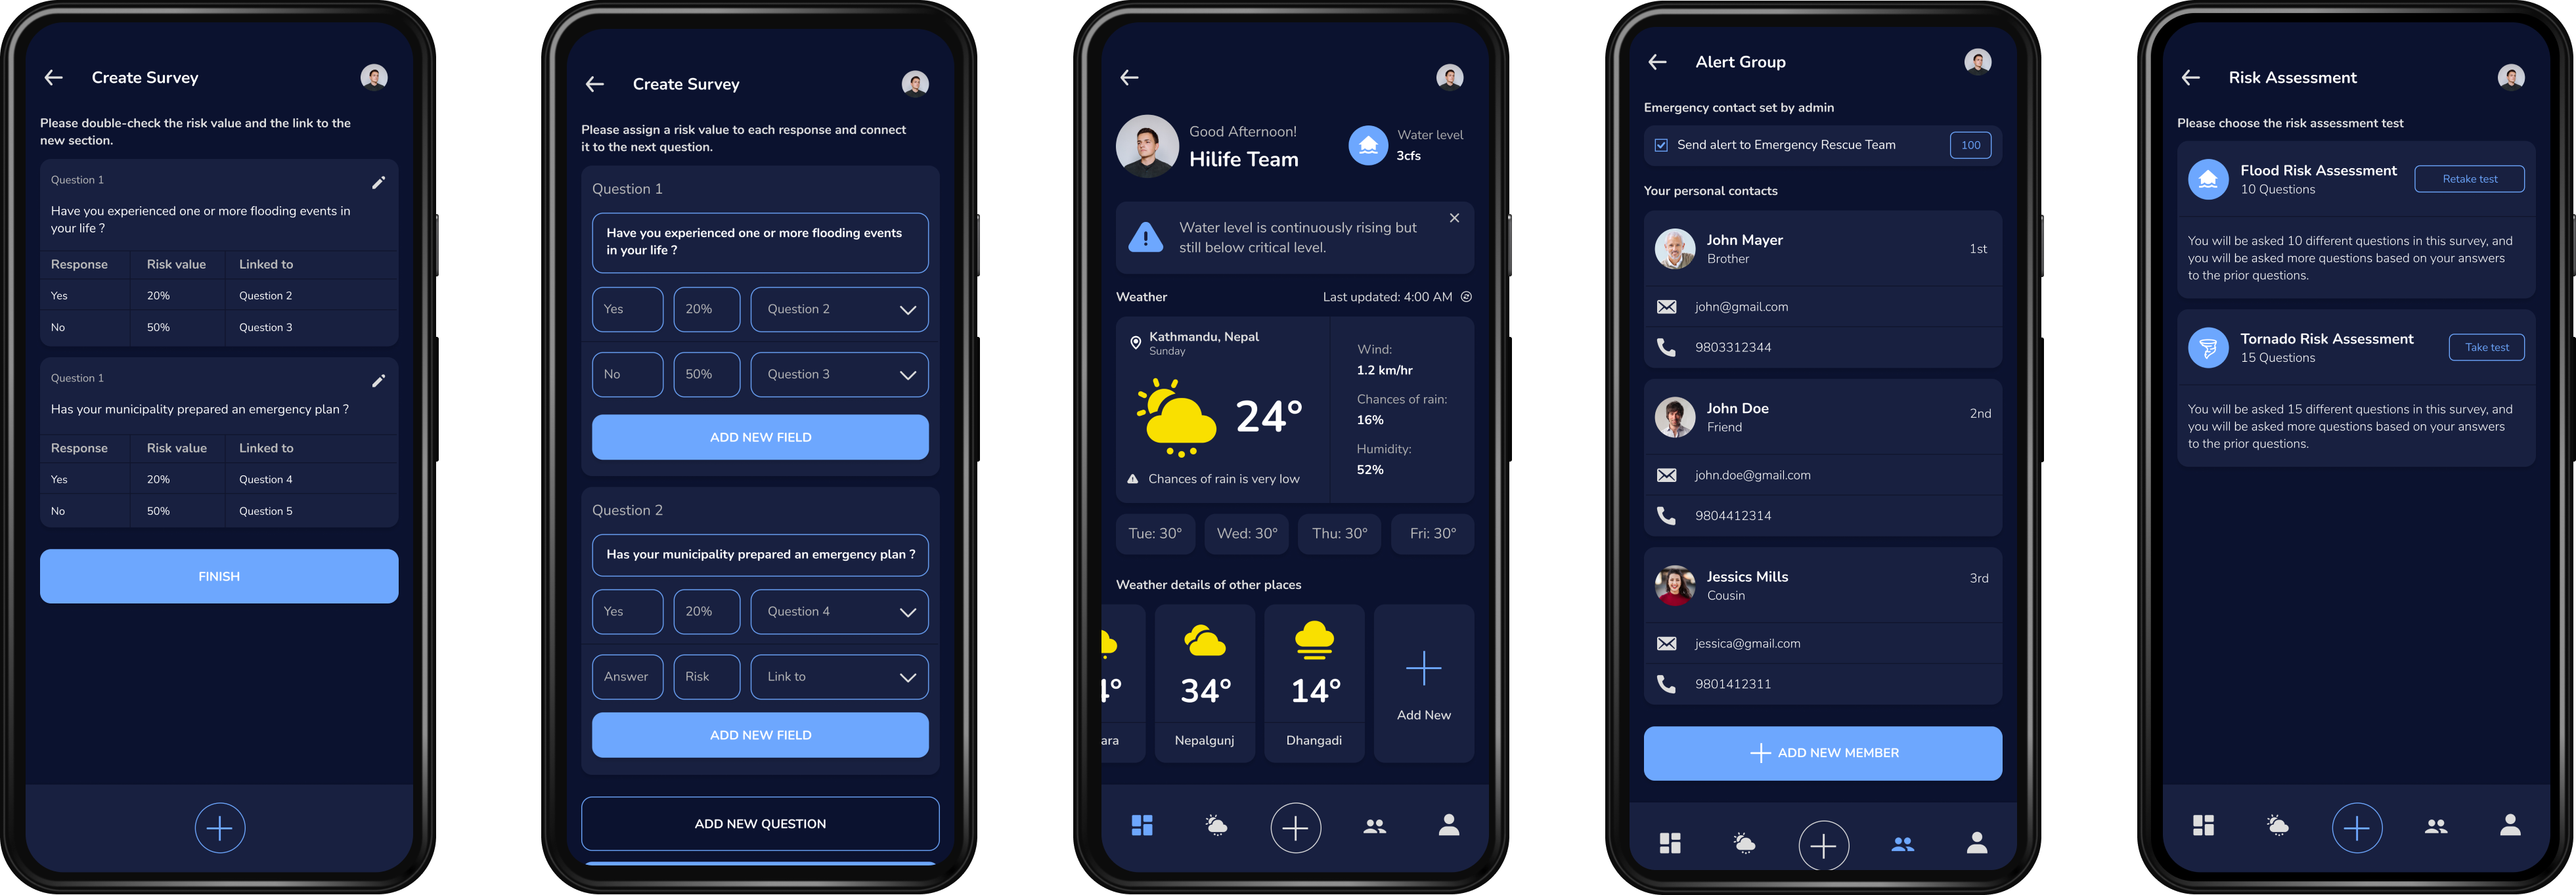 Create Survey
Please double-check the risk value and the link to the
new section.
Question 1
Have you experienced one or more flooding events in
your life ?
Response Risk value Linked to
Yes 20% Question 2
No 50% Question 3
Question 1
Has your municipality prepared an emergency plan ?
Response Risk value Linked to
Yes 20% Question 4
No 50% Question 5
FINISH
Create Survey
Please assign a risk value to each response and connect
it to the next question.
Question 1
Have you experienced one or more flooding events
in your life ?
Yes 20% Question 2
No 50% Question 3
ADD NEW FIELD
Question 2
Has your municipality prepared an emergency plan ?
Yes 20% Question 4
Answer Risk Link to
ADD NEW FIELD
ADD NEW QUESTION
Good Afternoon!
Hilife Team
Water level
3cfs
Water level is continuously rising but
still below critical level.
Weather Last updated: 4:00 AM
Kathmandu, Nepal
Sunday
24°
Chances of rain is very low
Wind:
1.2 km/hr
Chances of rain:
16%
Humidity:
52%
Tue: 30° Wed: 30° Thu: 30° Fri: 30°
Weather details of other places
4° 34° 14°
ara Nepalgunj Dhangadi Add New
Alert Group
Emergency contact set by admin
Send alert to Emergency Rescue Team 100
Your personal contacts
John Mayer 1st
Brother
john@gmail.com
9803312344
John Doe 2nd
Friend
john.doe@gmail.com
9804412314
Jessics Mills 3rd
Cousin
jessica@gmail.com
9801412311
ADD NEW MEMBER
Risk Assessment
Please choose the risk assessment test
Flood Risk Assessment Retake test
10 Questions
You will be asked 10 different questions in this survey, and
you will be asked more questions based on your answers
to the prior questions.
Tornado Risk Assessment Take test
15 Questions
You will be asked 15 different questions in this survey, and
you will be asked more questions based on your answers
to the prior questions.